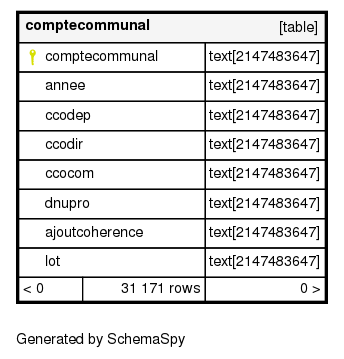 comptecommunal [table]
comptecommunal text[2147483647]
annee text[2147483647]
ccodep text[2147483647]
ccodir text[2147483647]
ccocom text[2147483647]
dnupro text[2147483647]
ajoutcoherence text[2147483647]
lot text[2147483647]
< 0 31 171 rows 0 >
Generated by SchemaSpy